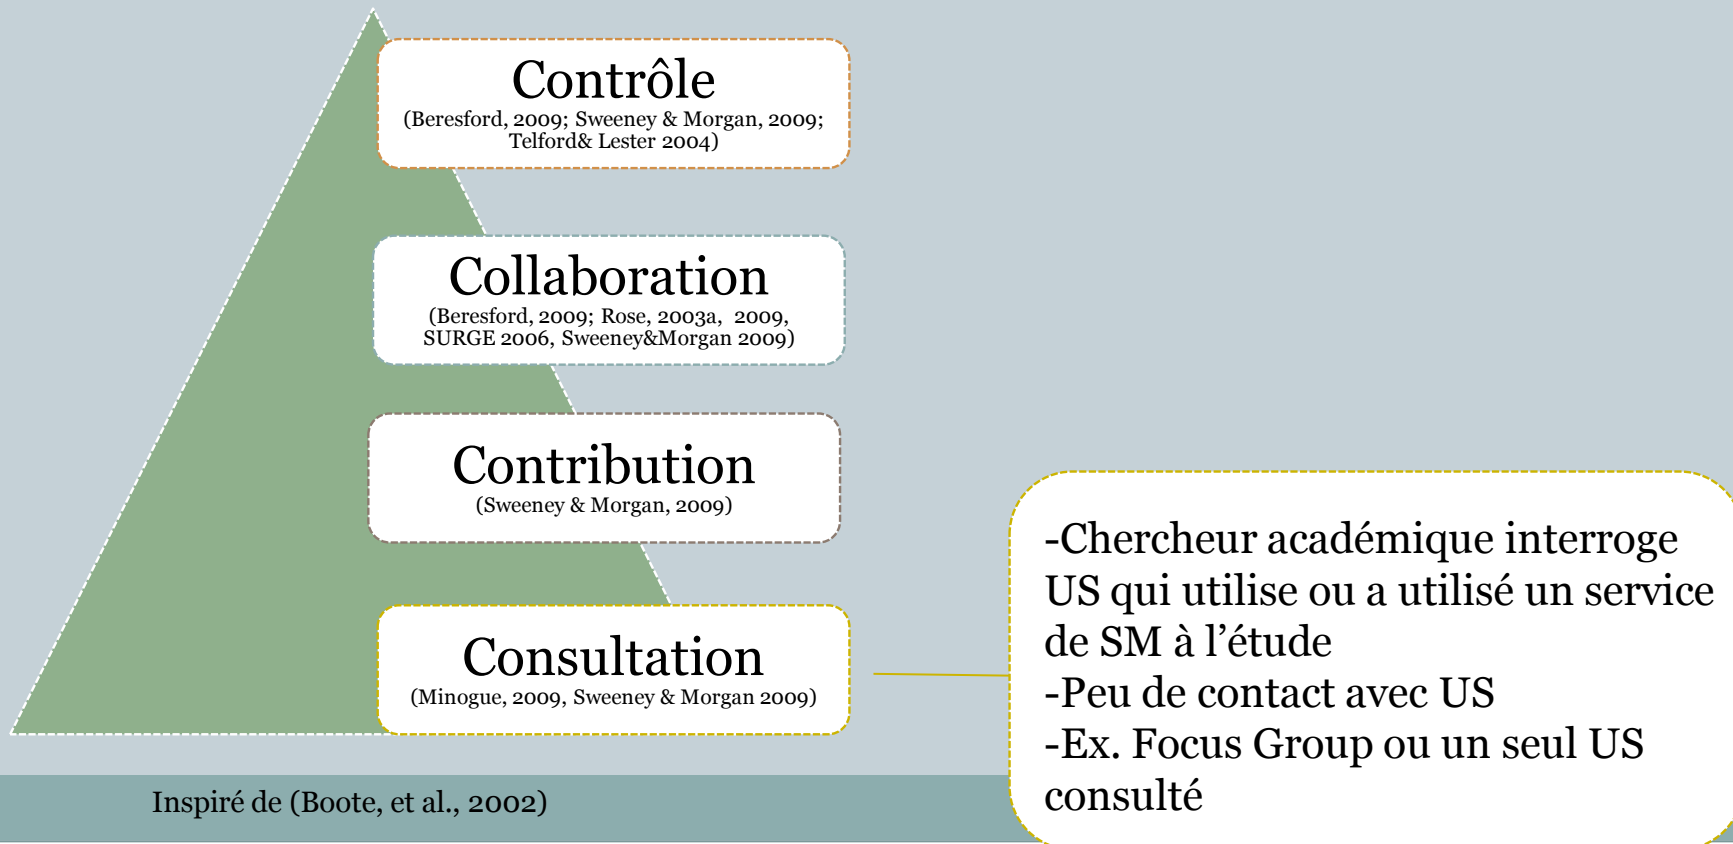 Contrôle
(Beresford, 2009; Sweeney & Morgan, 2009;
Telford& Lester 2004)
Collaboration
(Beresford, 2009; Rose, 2003a, 2009,
SURGE 2006, Sweeney&Morgan 2009)
Contribution
(Sweeney & Morgan, 2009)
Consultation
(Minogue, 2009, Sweeney & Morgan 2009)
-Chercheur académique interroge
US qui utilise ou a utilisé un service
de SM à l’étude
-Peu de contact avec US
-Ex. Focus Group ou un seul US
consulté
Inspiré de (Boote, et al., 2002)